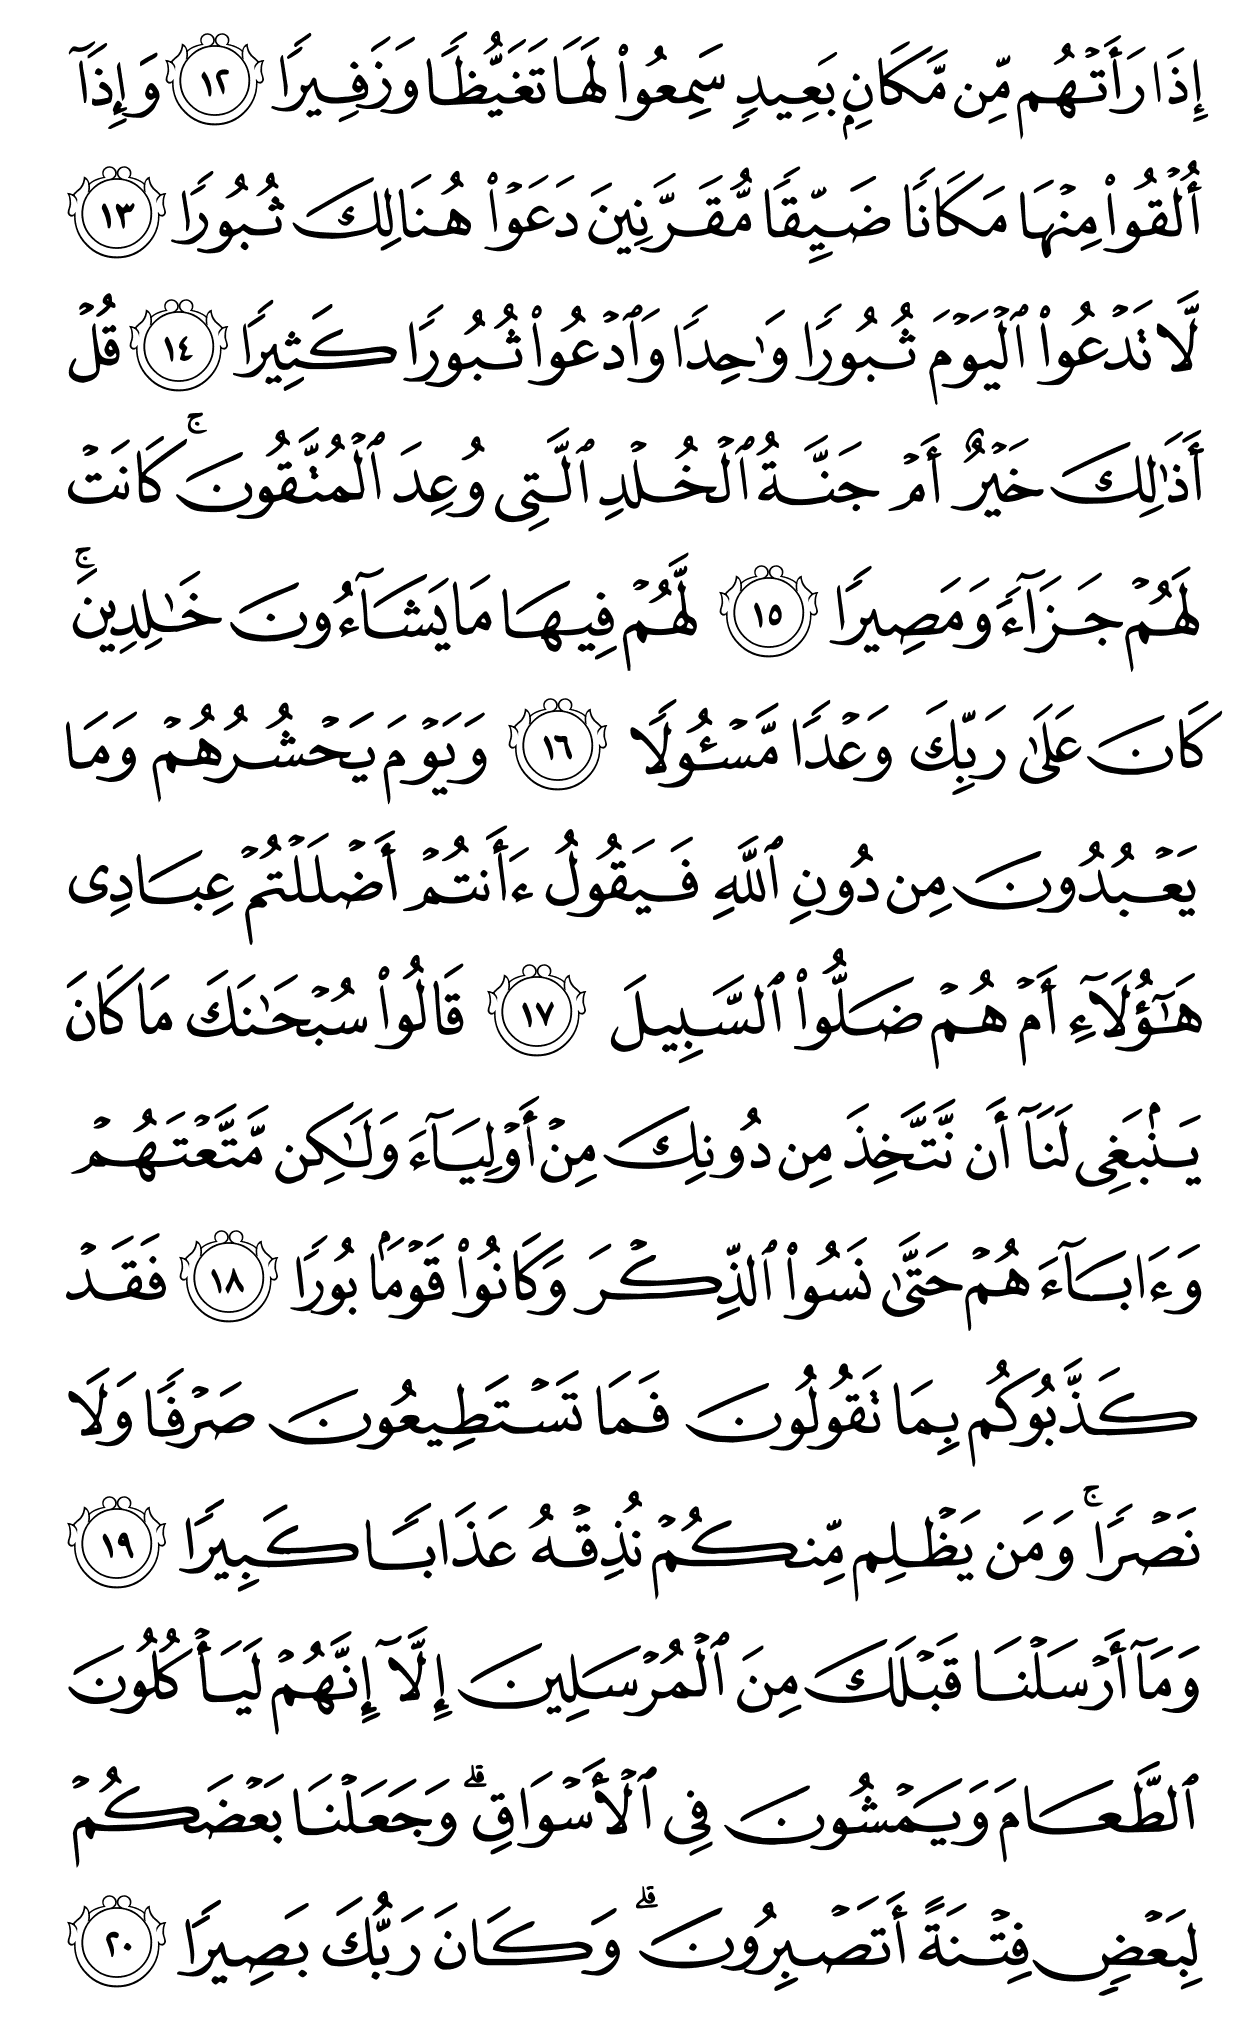 إِذَا رَأَتۡهُم مِّن مَّكَانِۭ بَعِيدٖ سَمِعُواْ لَهَا تَغَيُّظٗا وَزَفِيرٗا ١٢ وَإِذَآ
أُلۡقُواْ مِنۡهَا مَكَانٗا ضَيِّقٗا مُّقَرَّنِينَ دَعَوۡاْ هُنَالِكَ ثُبُورٗا ١٣
لَّا تَدۡعُواْ ٱلۡيَوۡمَ ثُبُورٗا وَٰحِدٗا وَٱدۡعُواْ ثُبُورٗا كَثِيرٗا ١٤ قُلۡ
أَذَٰلِكَ خَيۡرٌ أَمۡ جَنَّةُ ٱلۡخُلۡدِ ٱلَّتِي وُعِدَ ٱلۡمُتَّقُونَۚ كَانَتۡ
لَهُمۡ جَزَآءٗ وَمَصِيرٗا ١٥ لَّهُمۡ فِيهَا مَا يَشَآءُونَ خَٰلِدِينَۚ
كَانَ عَلَىٰ رَبِّكَ وَعۡدٗا مَّسۡـُٔولٗا ١٦ وَيَوۡمَ يَحۡشُرُهُمۡ وَمَا
يَعۡبُدُونَ مِن دُونِ ٱللَّهِ فَيَقُولُ ءَأَنتُمۡ أَضۡلَلۡتُمۡ عِبَادِي
هَٰٓؤُلَآءِ أَمۡ هُمۡ ضَلُّواْ ٱلسَّبِيلَ ١٧ قَالُواْ سُبۡحَٰنَكَ مَا كَانَ
يَنۢبَغِي لَنَآ أَن نَّتَّخِذَ مِن دُونِكَ مِنۡ أَوۡلِيَآءَ وَلَٰكِن مَّتَّعۡتَهُمۡ
وَءَابَآءَهُمۡ حَتَّىٰ نَسُواْ ٱلذِّكۡرَ وَكَانُواْ قَوۡمَۢا بُورٗا ١٨ فَقَدۡ
كَذَّبُوكُم بِمَا تَقُولُونَ فَمَا تَسۡتَطِيعُونَ صَرۡفٗا وَلَا
نَصۡرٗاۚ وَمَن يَظۡلِم مِّنكُمۡ نُذِقۡهُ عَذَابٗا كَبِيرٗا ١٩
وَمَآ أَرۡسَلۡنَا قَبۡلَكَ مِنَ ٱلۡمُرۡسَلِينَ إِلَّآ إِنَّهُمۡ لَيَأۡكُلُونَ
ٱلطَّعَامَ وَيَمۡشُونَ فِي ٱلۡأَسۡوَاقِۗ وَجَعَلۡنَا بَعۡضَكُمۡ
لِبَعۡضٖ فِتۡنَةً أَتَصۡبِرُونَۗ وَكَانَ رَبُّكَ بَصِيرٗا ٢٠